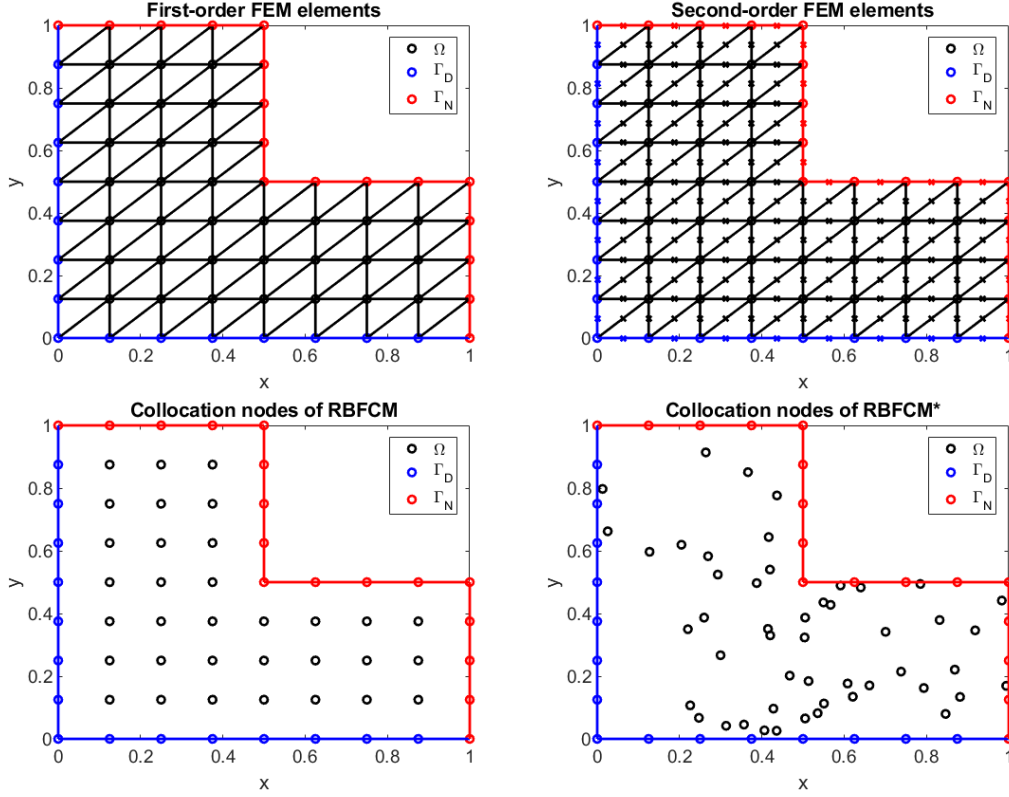 First-order FEM elements
1
0.8
0.6
0.4
0.2
0
y
0 0.2 0.4 0.6 0.8 1
x
Ω
Γ_D
Γ_N
Second-order FEM elements
1
0.8
0.6
0.4
0.2
0
y
0 0.2 0.4 0.6 0.8 1
x
Ω
Γ_D
Γ_N
Collocation nodes of RBFCM
1
0.8
0.6
0.4
0.2
0
y
0 0.2 0.4 0.6 0.8 1
x
Ω
Γ_D
Γ_N
Collocation nodes of RBFCM*
1
0.8
0.6
0.4
0.2
0
y
0 0.2 0.4 0.6 0.8 1
x
Ω
Γ_D
Γ_N